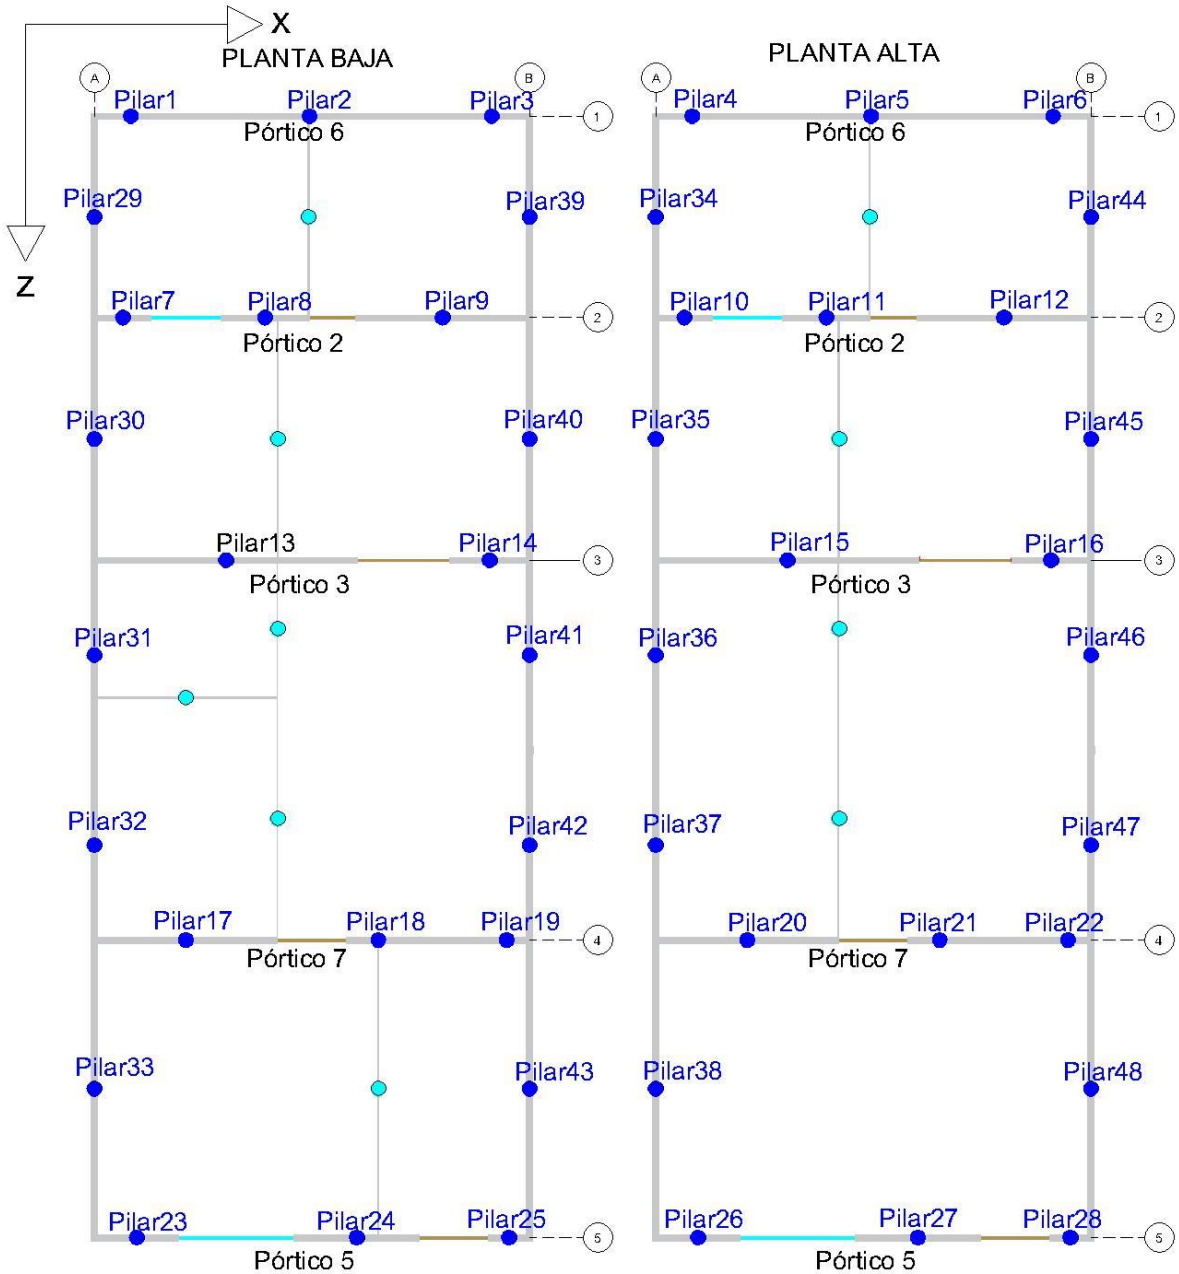 X
PLANTA BAJA
PLANTA ALTA
Z
A
B
A
B
Pilar1 Pilar2 Pilar3
Pilar4 Pilar5 Pilar6
1
1
Pórtico 6
Pórtico 6
Pilar29 Pilar39
Pilar34 Pilar44
Pilar7 Pilar8 Pilar9
Pilar10 Pilar11 Pilar12
2
2
Pórtico 2
Pórtico 2
Pilar30 Pilar40
Pilar35 Pilar45
Pilar13 Pilar14
Pilar15 Pilar16
3
3
Pórtico 3
Pórtico 3
Pilar31 Pilar41
Pilar36 Pilar46
Pilar32 Pilar42
Pilar37 Pilar47
Pilar17 Pilar18 Pilar19
Pilar20 Pilar21 Pilar22
4
4
Pórtico 7
Pórtico 7
Pilar33 Pilar43
Pilar38 Pilar48
Pilar23 Pilar24 Pilar25
Pilar26 Pilar27 Pilar28
5
5
Pórtico 5
Pórtico 5